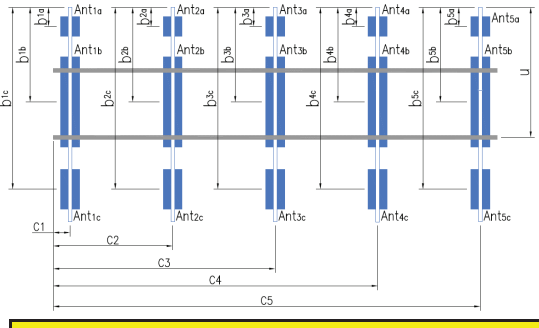 Ant1a Ant2a Ant3a Ant4a Ant5a
b1a b2a b3a b4a b5a
b1b b2b b3b b4b b5b
Ant1b Ant2b Ant3b Ant4b Ant5b
b1c b2c b3c b4c b5c
u
Ant1c Ant2c Ant3c Ant4c Ant5c
C1
C2
C3
C4
C5